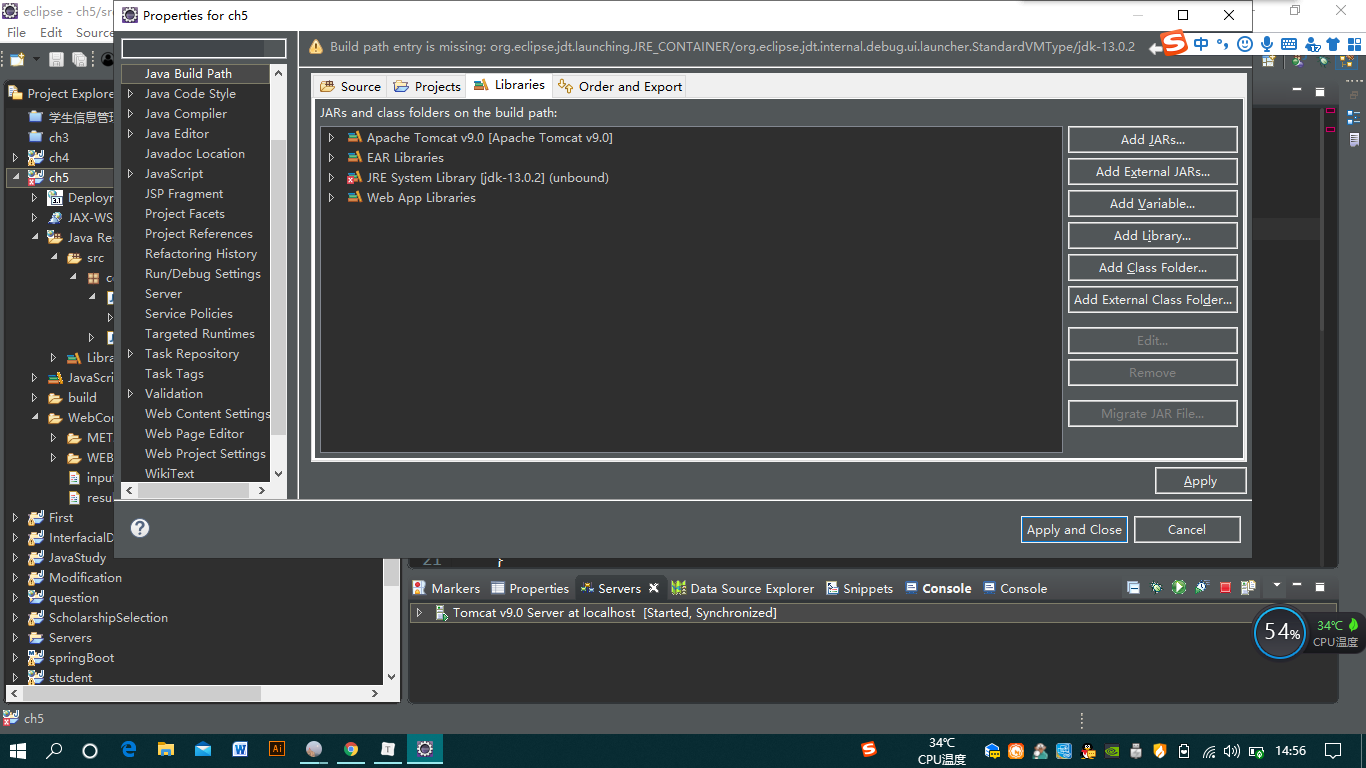 eclipse - ch5/sr
Properties for ch5
File Edit Source
Build path entry is missing: org.eclipse.jdt.launching.JRE_CONTAINER/org.eclipse.jdt.internal.debug.ui.launcher.StandardVMType/jdk-13.0.2
中
Project Explore
学生信息管理
ch3
ch4
ch5
Deployn
JAX-WS
Java Res
src
co
Libra
JavaScri
build
WebCon
META
WEB
input
resu
First
InterfacialD
JavaStudy
Modification
question
ScholarshipSelection
Servers
springBoot
student
ch5
Java Build Path
Java Code Style
Java Compiler
Java Editor
Javadoc Location
JavaScript
JSP Fragment
Project Facets
Project References
Refactoring History
Run/Debug Settings
Server
Service Policies
Targeted Runtimes
Task Repository
Task Tags
Validation
Web Content Settings
Web Page Editor
Web Project Settings
WikiText
Source Projects Libraries Order and Export
JARs and class folders on the build path:
Apache Tomcat v9.0 [Apache Tomcat v9.0]
EAR Libraries
JRE System Library [jdk-13.0.2] (unbound)
Web App Libraries
Add JARs...
Add External JARs...
Add Variable...
Add Library...
Add Class Folder...
Add External Class Folder...
Edit...
Remove
Migrate JAR File...
Apply
Apply and Close Cancel
21 }
Markers Properties Servers Data Source Explorer Snippets Console Console
Tomcat v9.0 Server at localhost [Started, Synchronized]
54% 34℃
CPU温度
34℃
CPU温度
14:56